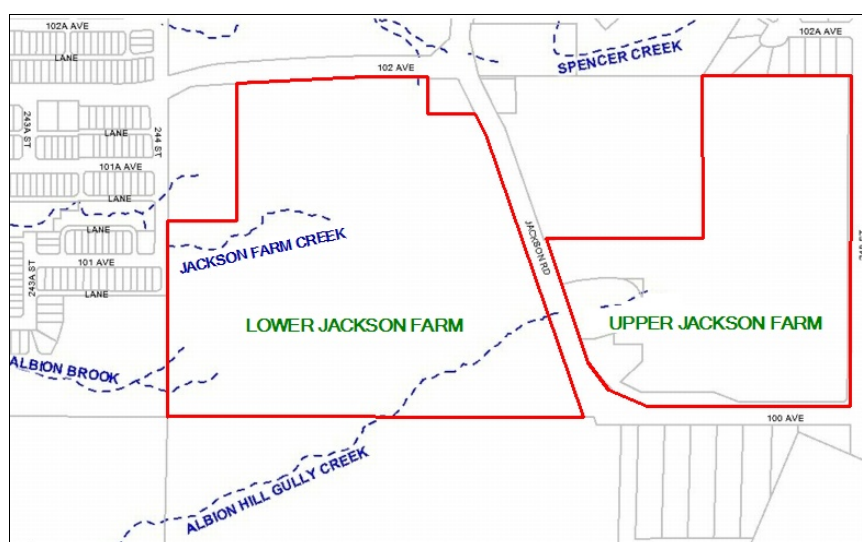 102A AVE
102A AVE
LANE
SPENCER CREEK
102 AVE
243A ST
LANE
244 ST
101A AVE
LANE
LANE
JACKSON FARM CREEK
JACKSON RD
101 AVE
243A ST
LANE
LOWER JACKSON FARM
UPPER JACKSON FARM
ALBION BROOK
100 AVE
ALBION HILL GULLY CREEK